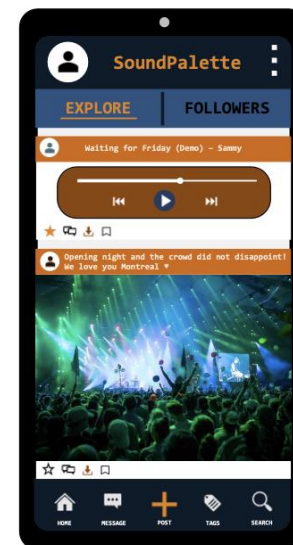 SoundPalette
EXPLORE FOLLOWERS
Waiting for Friday (Demo) – Sammy
Opening night and the crowd did not disappoint!
We love you Montreal ♥
HOME MESSAGE POST TAGS SEARCH